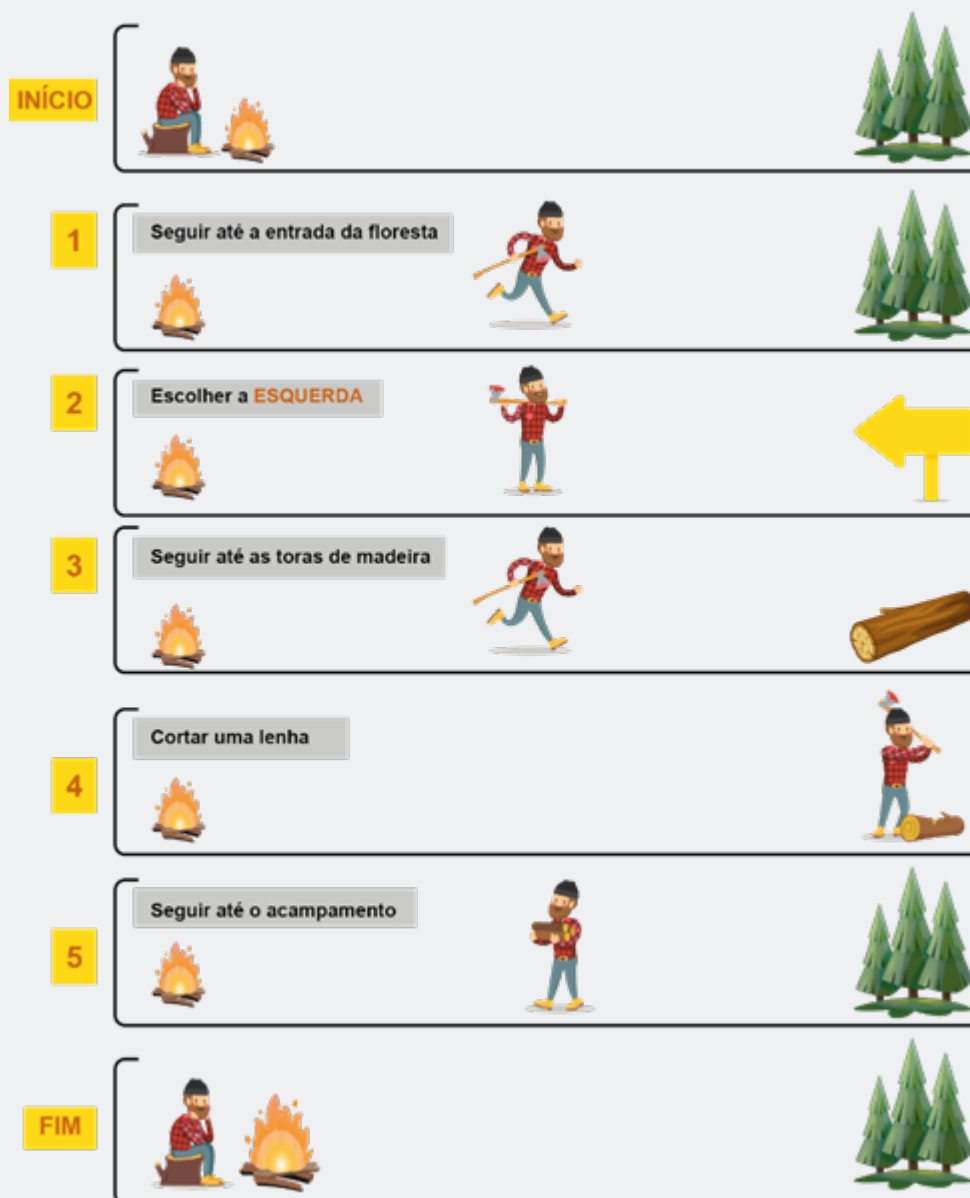 INÍCIO
1
Seguir até a entrada da floresta
2
Escolher a ESQUERDA
3
Seguir até as toras de madeira
4
Cortar uma lenha
5
Seguir até o acampamento
FIM